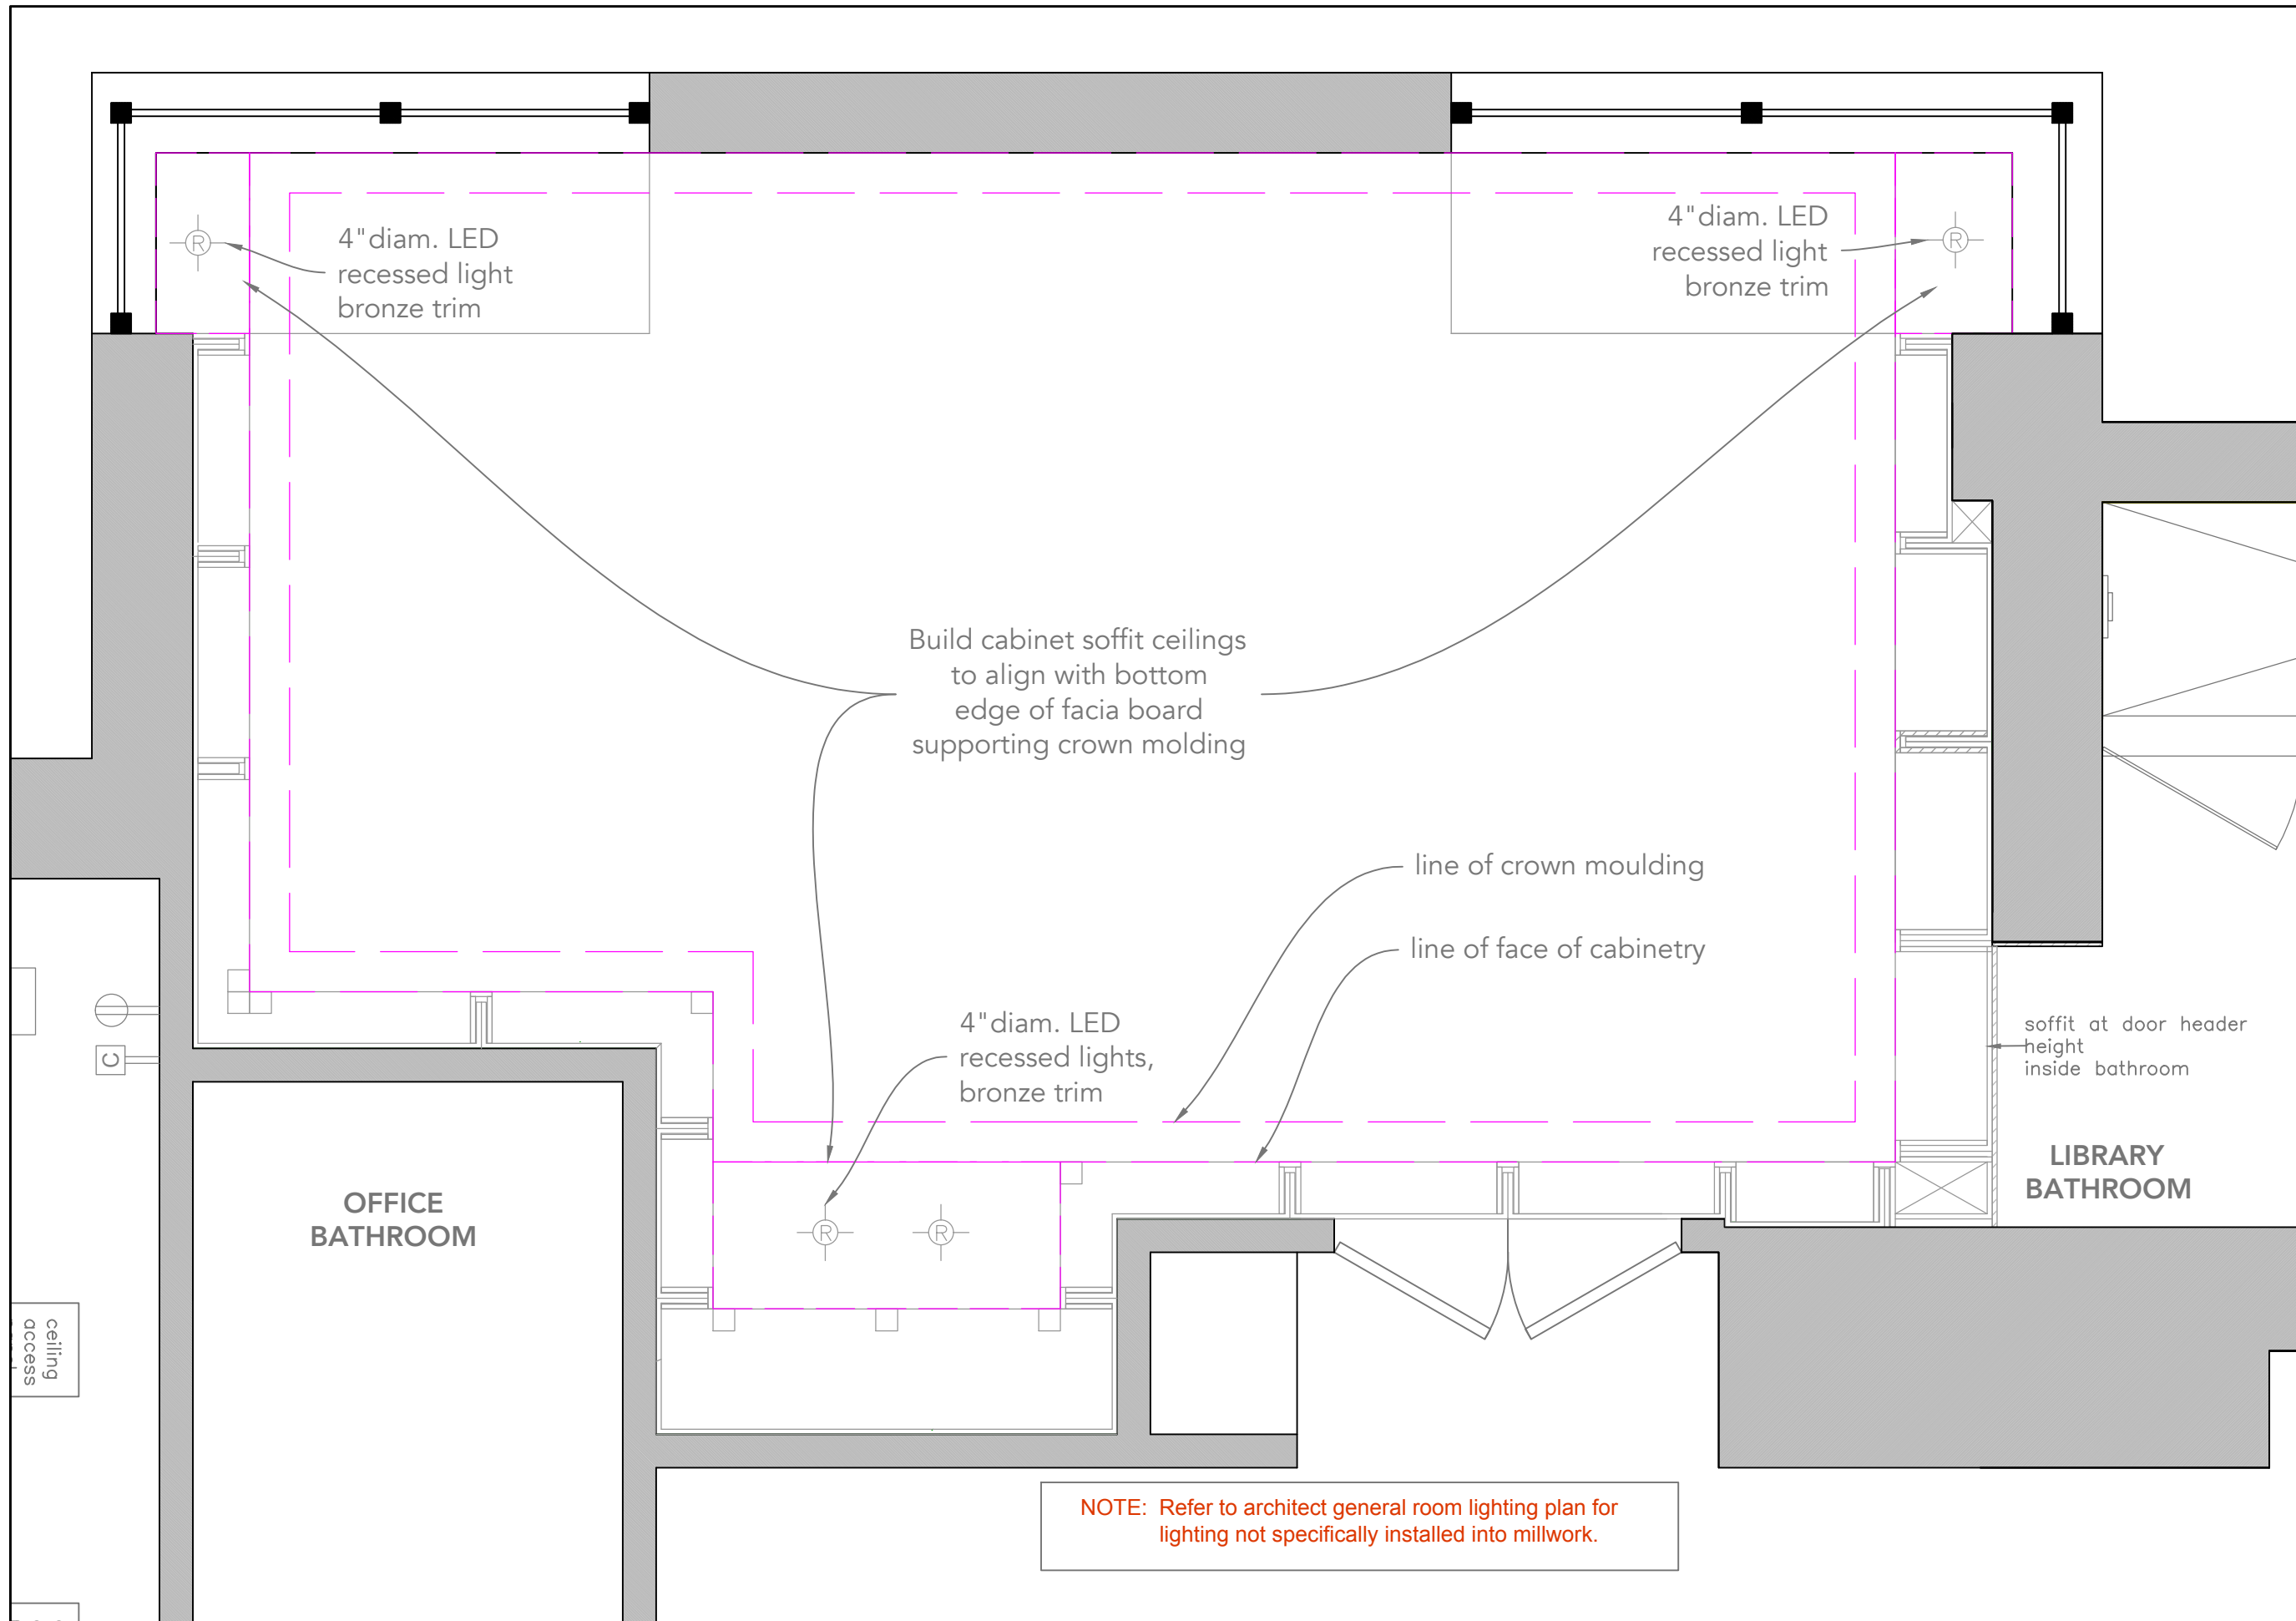 4"diam. LED
recessed light
bronze trim
R
4"diam. LED
recessed light
bronze trim
R
Build cabinet soffit ceilings
to align with bottom
edge of facia board
supporting crown molding
line of crown moulding
line of face of cabinetry
4"diam. LED
recessed lights,
bronze trim
soffit at door header
height
inside bathroom
C
LIBRARY
BATHROOM
OFFICE
BATHROOM
R
R
ceiling
access
NOTE: Refer to architect general room lighting plan for
lighting not specifically installed into millwork.